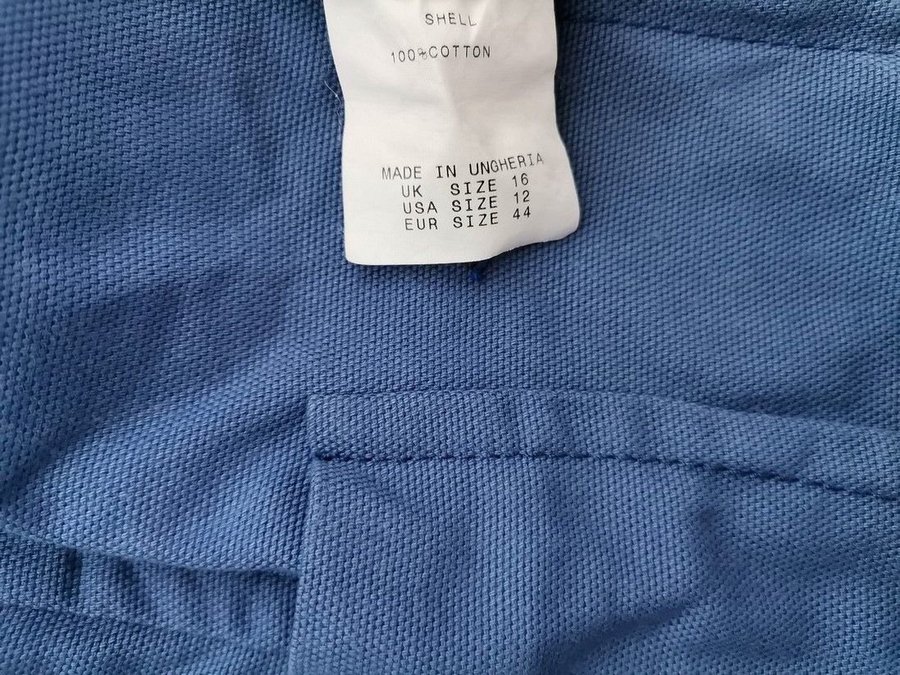 SHELL
100%COTTON
MADE IN UNGHERIA
UK SIZE 16
USA SIZE 12
EUR SIZE 44